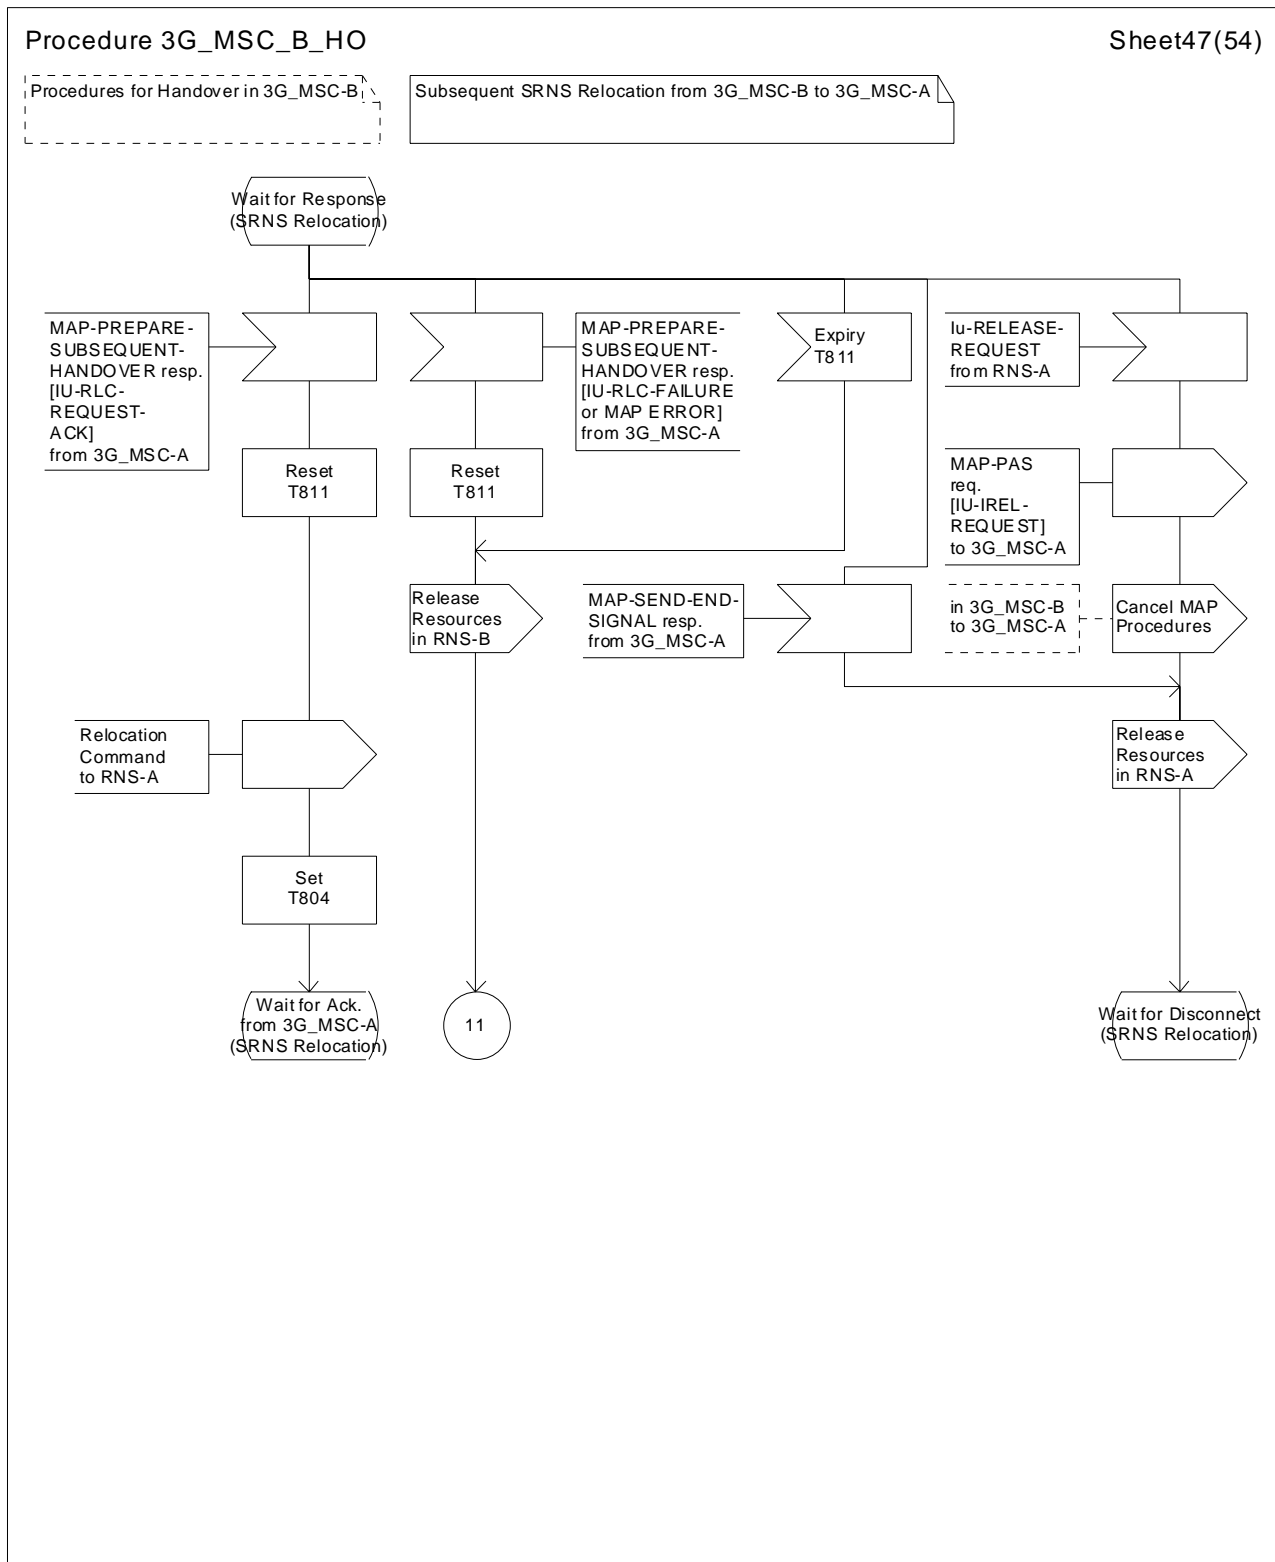 Procedure 3G_MSC_B_HO
Sheet47(54)
Procedures for Handover in 3G_MSC-B
Subsequent SRNS Relocation from 3G_MSC-B to 3G_MSC-A
Wait for Response
(SRNS Relocation)
MAP-PREPARE-
SUBSEQUENT-
HANDOVER resp.
[IU-RLC-
REQUEST-
ACK]
from 3G_MSC-A
MAP-PREPARE-
SUBSEQUENT-
HANDOVER resp.
[IU-RLC-FAILURE
or MAP ERROR]
from 3G_MSC-A
Expiry
T811
Iu-RELEASE-
REQUEST
from RNS-A
Reset
T811
Reset
T811
MAP-PAS
req.
[IU-IREL-
REQUEST]
to 3G_MSC-A
Release
Resources
in RNS-B
MAP-SEND-END-
SIGNAL resp.
from 3G_MSC-A
in 3G_MSC-B
to 3G_MSC-A
Cancel MAP
Procedures
Relocation
Command
to RNS-A
Release
Resources
in RNS-A
Set
T804
Wait for Ack.
from 3G_MSC-A
(SRNS Relocation)
11
Wait for Disconnect
(SRNS Relocation)